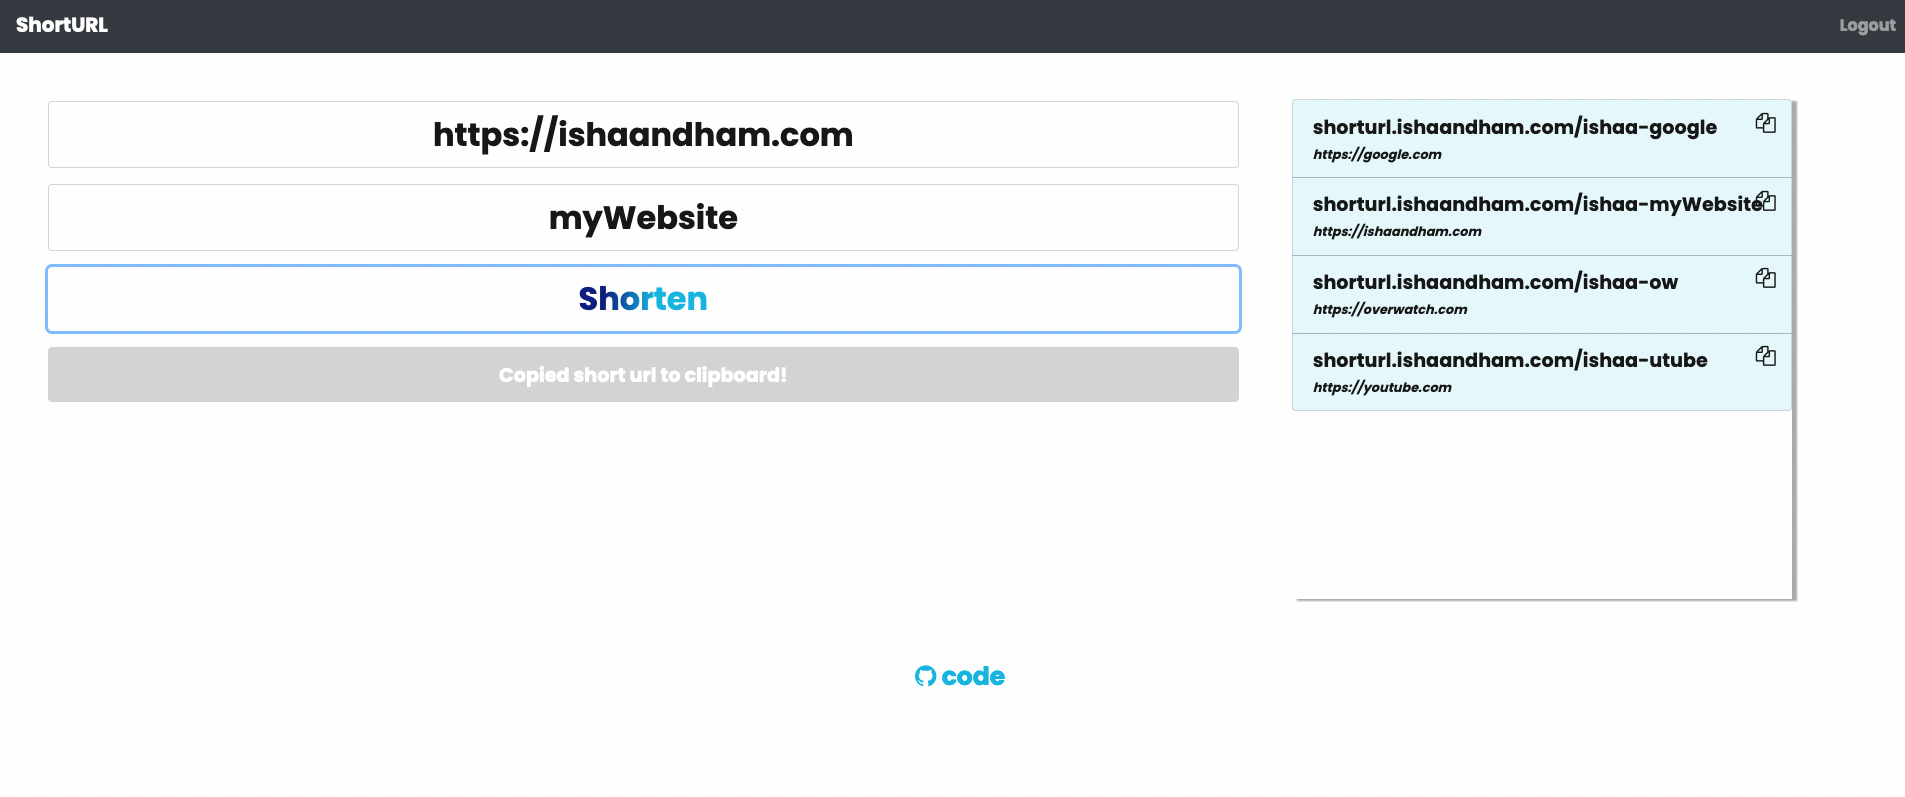 ShortURL
Logout
https://ishaandham.com
myWebsite
Shorten
Copied short url to clipboard!
shorturl.ishaandham.com/ishaa-google
https://google.com
shorturl.ishaandham.com/ishaa-myWebsite
https://ishaandham.com
shorturl.ishaandham.com/ishaa-ow
https://overwatch.com
shorturl.ishaandham.com/ishaa-utube
https://youtube.com
code